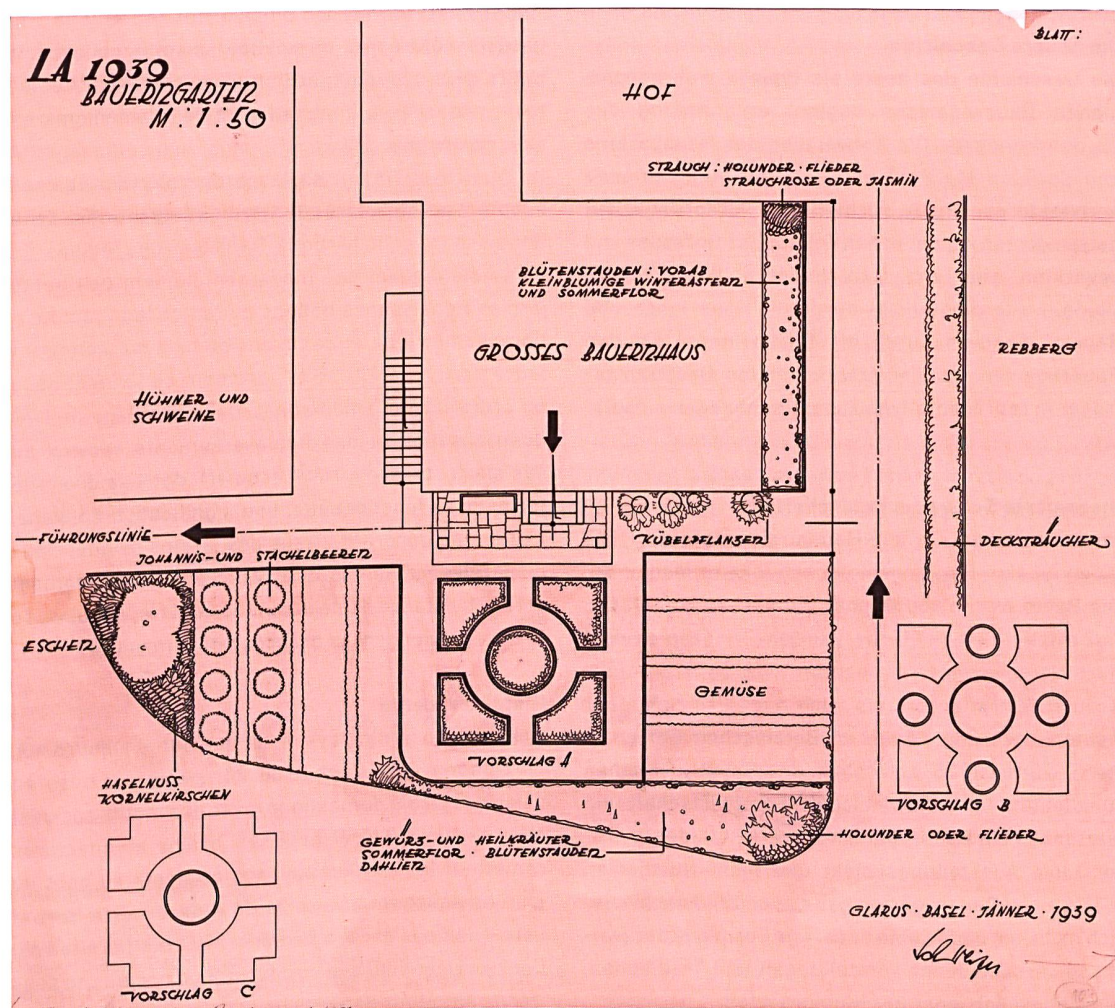 LA 1939
BAUERNGARTEN
M : 1 : 50
BLATT :
HOF
STRAUCH : HOLUNDER · FLIEDER
STRAUCHROSE ODER JASMIN
BLÜTENSTAUDEN : VORAB
KLEINBLUMIGE WINTERASTERN
UND SOMMERFLOR
GROSSES BAUERNHAUS
REBBERG
HÜHNER UND
SCHWEINE
FÜHRUNGSLINIE
KÜBELPFLANZEN
DECKSTRÄUCHER
JOHANNIS- UND STACHELBEEREN
ESCHEN
GEMÜSE
VORSCHLAG A
HASELNUSS
KORNELKIRSCHEN
VORSCHLAG B
GEWÜRZ- UND HEILKRÄUTER
SOMMERFLOR · BLÜTENSTAUDEN
DAHLIEN
HOLUNDER ODER FLIEDER
GLARUS · BASEL · JÄNNER · 1939
VORSCHLAG C
103